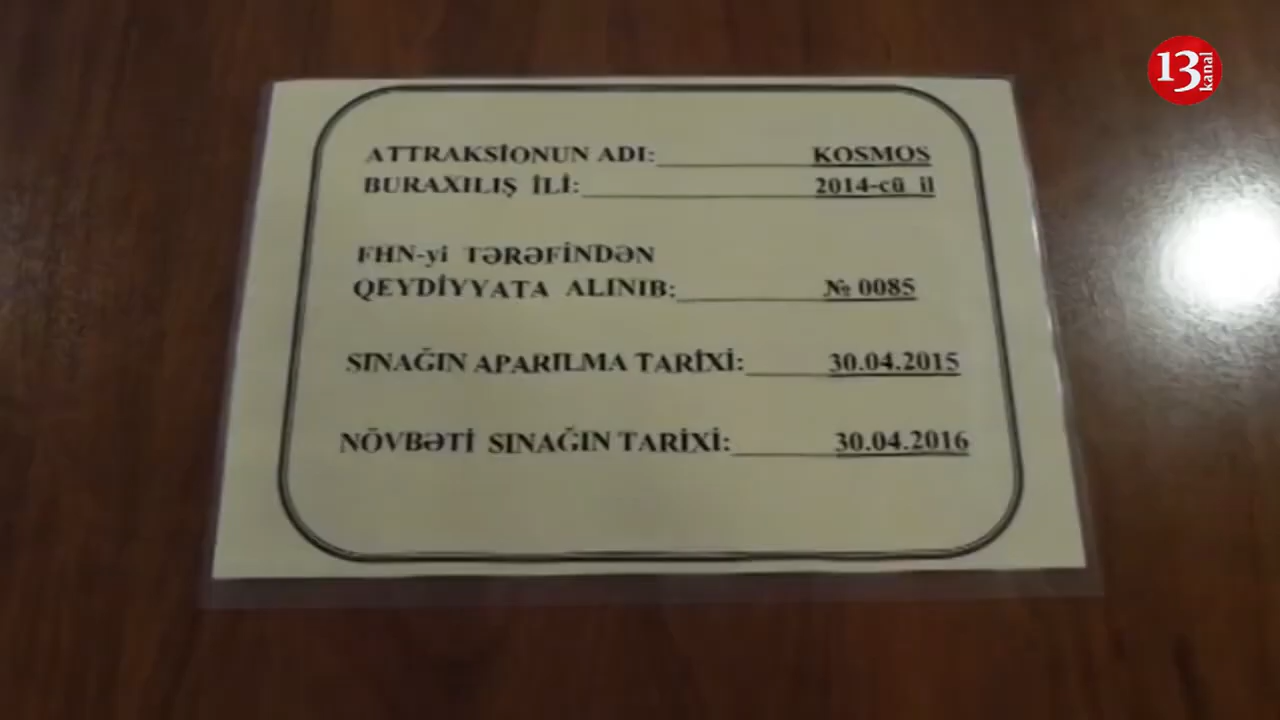 13 kanal
ATTRAKSİONUN ADI: KOSMOS
BURAXILIŞ İLİ: 2014-cü il
FHN-yi TƏRƏFİNDƏN
QEYDİYYATA ALINIB: № 0085
SINAĞIN APARILMA TARİXİ: 30.04.2015
NÖVBƏTİ SINAĞIN TARİXİ: 30.04.2016